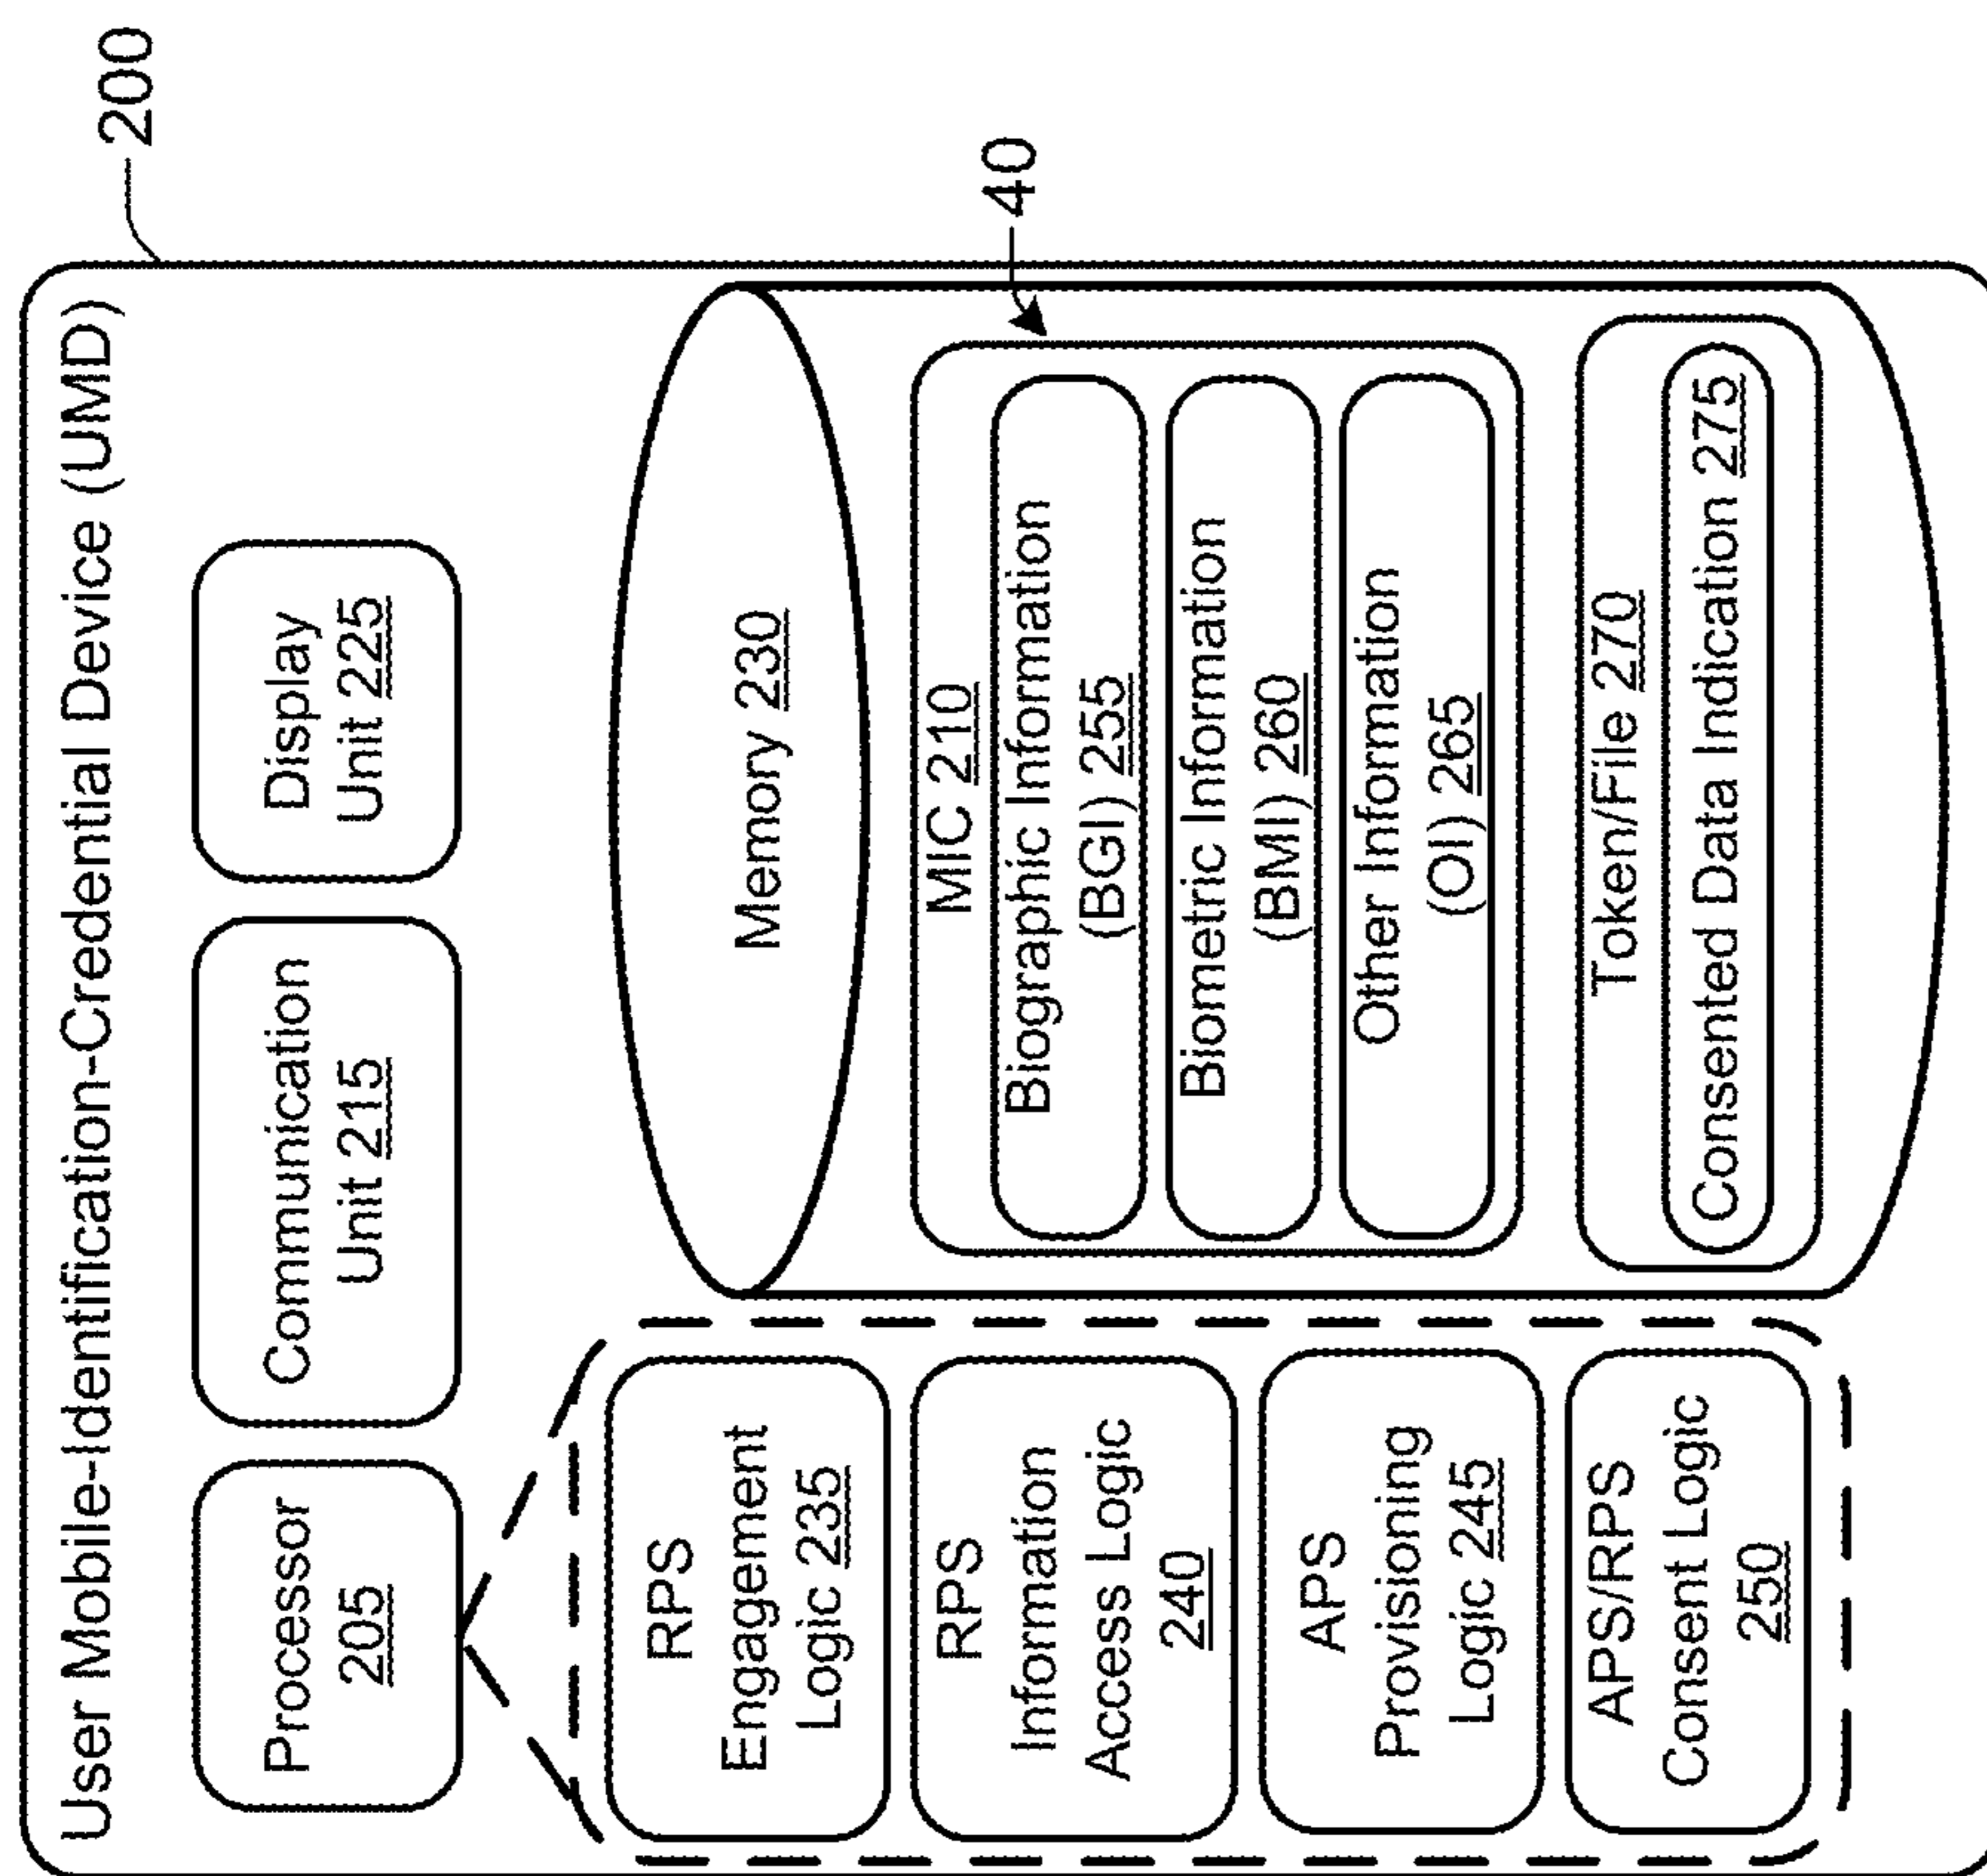 User Mobile-Identification-Credential Device (UMD)
200
Processor
205
Communication
Unit 215
Display
Unit 225
RPS
Engagement
Logic 235
RPS
Information
Access Logic
240
APS
Provisioning
Logic 245
APS/RPS
Consent Logic
250
Memory 230
40
MIC 210
Biographic Information
(BGI) 255
Biometric Information
(BMI) 260
Other Information
(OI) 265
Token/File 270
Consented Data Indication 275